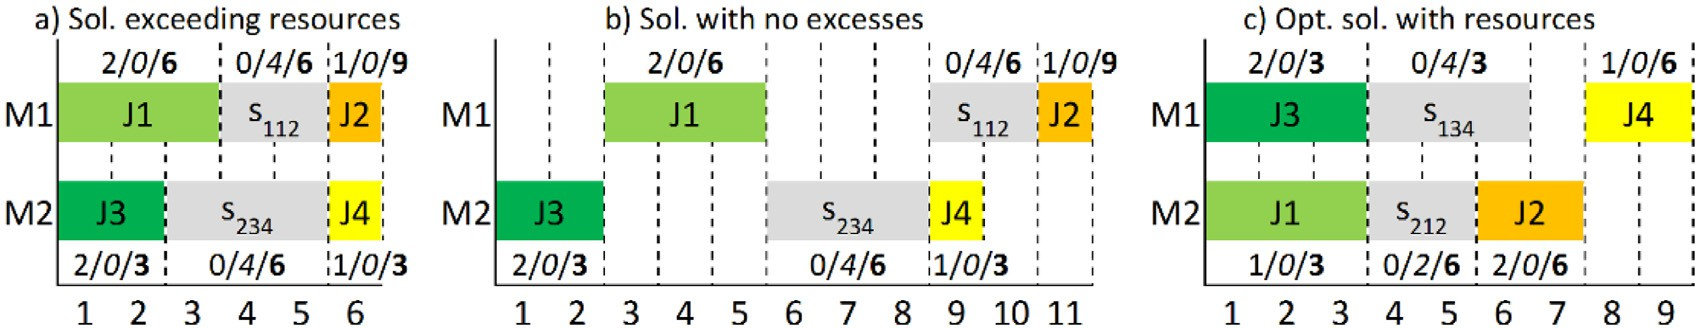 a) Sol. exceeding resources
2/0/6 0/4/6 1/0/9
M1 J1 s112 J2
M2 J3 s234 J4
2/0/3 0/4/6 1/0/3
1 2 3 4 5 6
b) Sol. with no excesses
2/0/6 0/4/6 1/0/9
M1 J1 s112 J2
M2 J3 s234 J4
2/0/3 0/4/6 1/0/3
1 2 3 4 5 6 7 8 9 10 11
c) Opt. sol. with resources
2/0/3 0/4/3 1/0/6
M1 J3 s134 J4
M2 J1 s212 J2
1/0/3 0/2/6 2/0/6
1 2 3 4 5 6 7 8 9